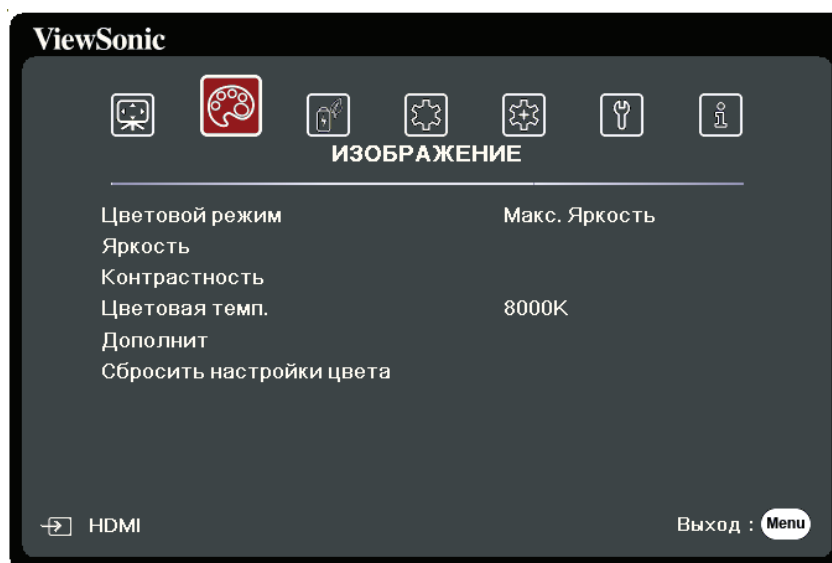 ViewSonic
ИЗОБРАЖЕНИЕ
Цветовой режим Макс. Яркость
Яркость
Контрастность
Цветовая темп. 8000K
Дополнит
Сбросить настройки цвета
HDMI Выход : Menu